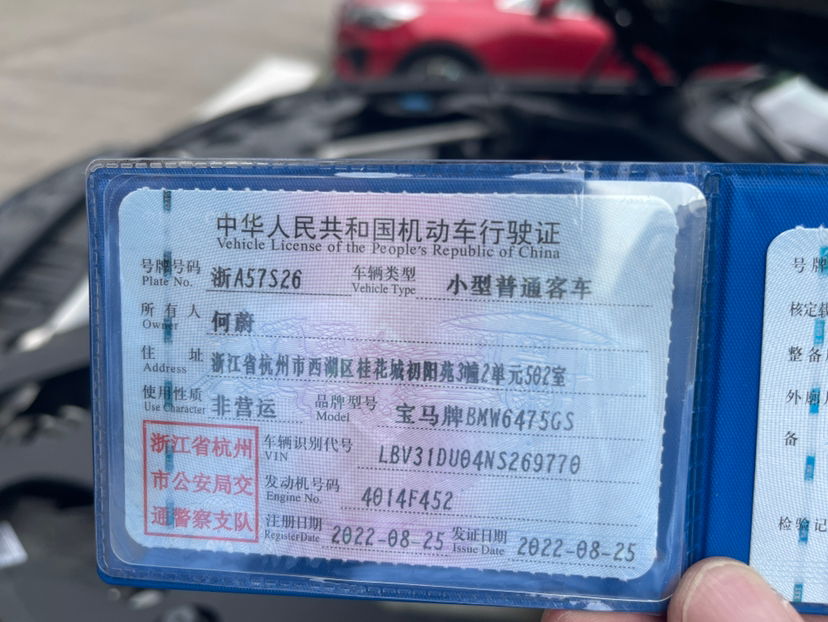 中华人民共和国机动车行驶证
Vehicle License of the People's Republic of China
号牌号码 浙A57S26 车辆类型 小型普通客车
Plate No. Vehicle Type
所有人 何蔚
Owner
住址 浙江省杭州市西湖区桂花城初阳苑3幢2单元502室
Address
使用性质 非营运 品牌型号 宝马牌BMW6475GS
Use Character Model
浙江省杭州
市公安局交
通警察支队
车辆识别代号 LBV31DU04NS269770
VIN
发动机号码 4014F452
Engine No.
注册日期 2022-08-25 发证日期 2022-08-25
Register Date Issue Date
号牌
核定载
整备
外廓
备
检验记